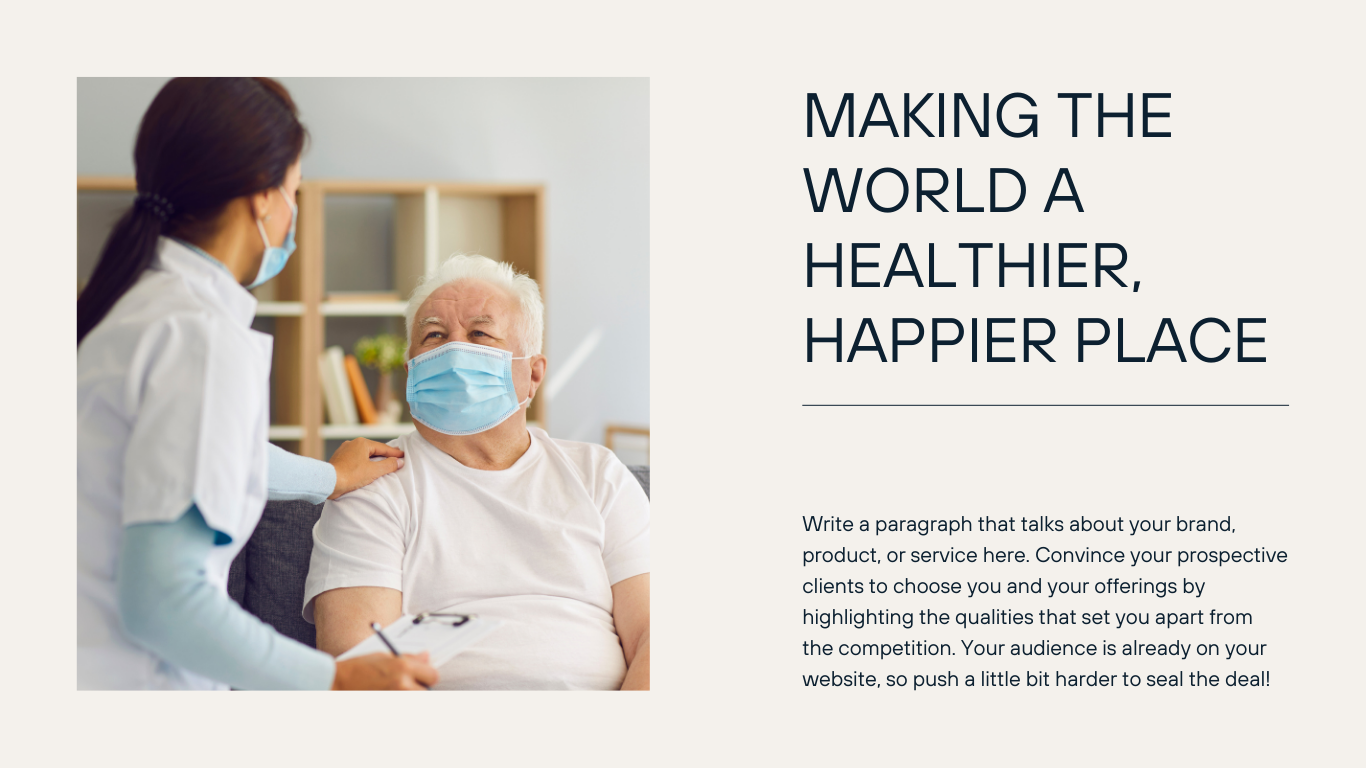 MAKING THE
WORLD A
HEALTHIER,
HAPPIER PLACE
Write a paragraph that talks about your brand,
product, or service here. Convince your prospective
clients to choose you and your offerings by
highlighting the qualities that set you apart from
the competition. Your audience is already on your
website, so push a little bit harder to seal the deal!